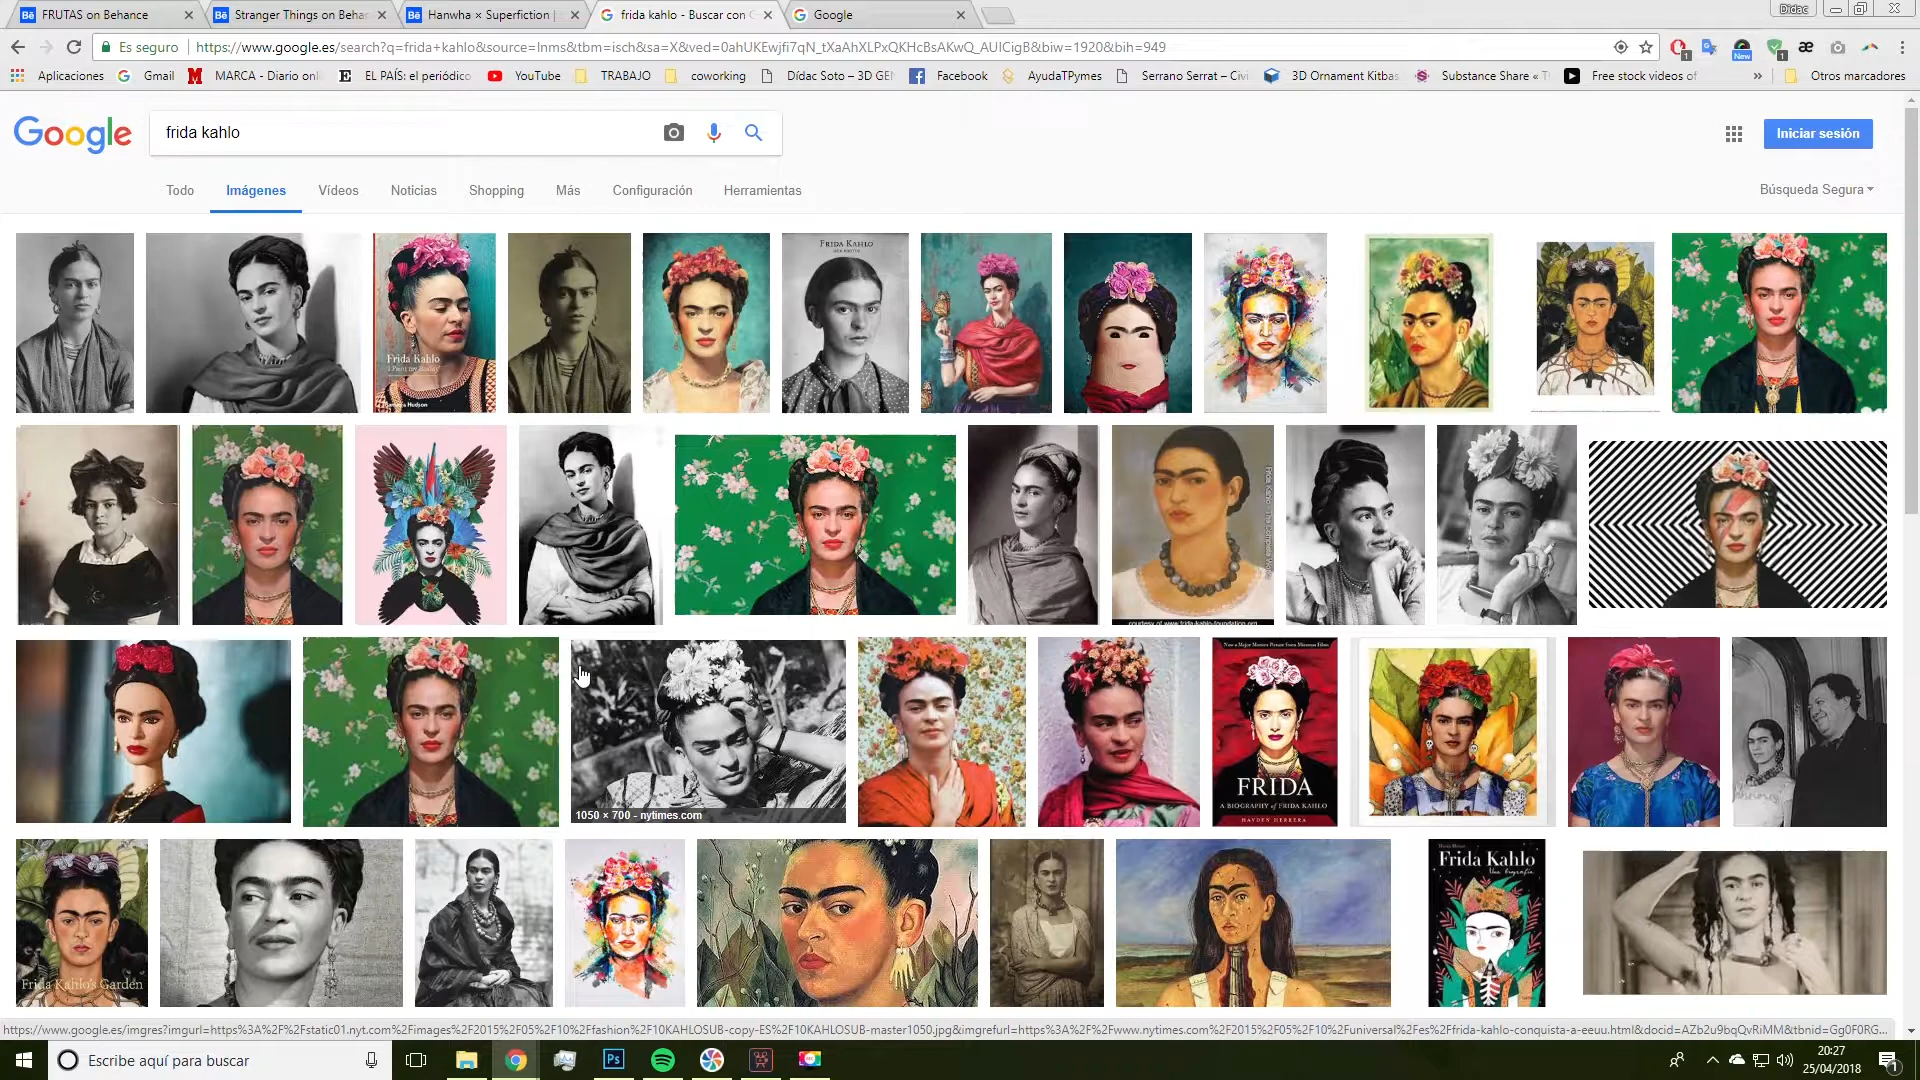 FRUTAS on Behance
Stranger Things on Beha
Hanwha × Superfiction |
frida kahlo - Buscar con G
Google
Didac
Es seguro
https://www.google.es/search?q=frida+kahlo&source=lnms&tbm=isch&sa=X&ved=0ahUKEwjfi7qN_tXaAhXLPxQKHcBsAKwQ_AUICigB&biw=1920&bih=949
Aplicaciones
Gmail
MARCA - Diario onl
EL PAÍS: el periódico
YouTube
TRABAJO
coworking
Dídac Soto – 3D GEN
Facebook
AyudaTPymes
Serrano Serrat – Civi
3D Ornament Kitbas
Substance Share « T
Free stock videos of
»
Otros marcadores
Google
frida kahlo
Iniciar sesión
Todo
Imágenes
Vídeos
Noticias
Shopping
Más
Configuración
Herramientas
Búsqueda Segura
FRIDA KAHLO
Frida Kahlo
FRIDA
A BIOGRAPHY of FRIDA KAHLO
HAYDEN HERRERA
1050 × 700 - nytimes.com
Frida Kahlo's Garden
Frida Kahlo
https://www.google.es/imgres?imgurl=https%3A%2F%2Fstatic01.nyt.com%2Fimages%2F2015%2F05%2F10%2Ffashion%2F10KAHLOSUB-copy-ES%2F10KAHLOSUB-master1050.jpg&imgrefurl=https%3A%2F%2Fwww.nytimes.com%2F2015%2F05%2F10%2Funiversal%2Fes%2Ffrida-kahlo-conquista-a-eeuu.html&docid=AZb2u9bqQvRiMM&tbnid=Gg0F0RG...
Escribe aquí para buscar
20:27
25/04/2018